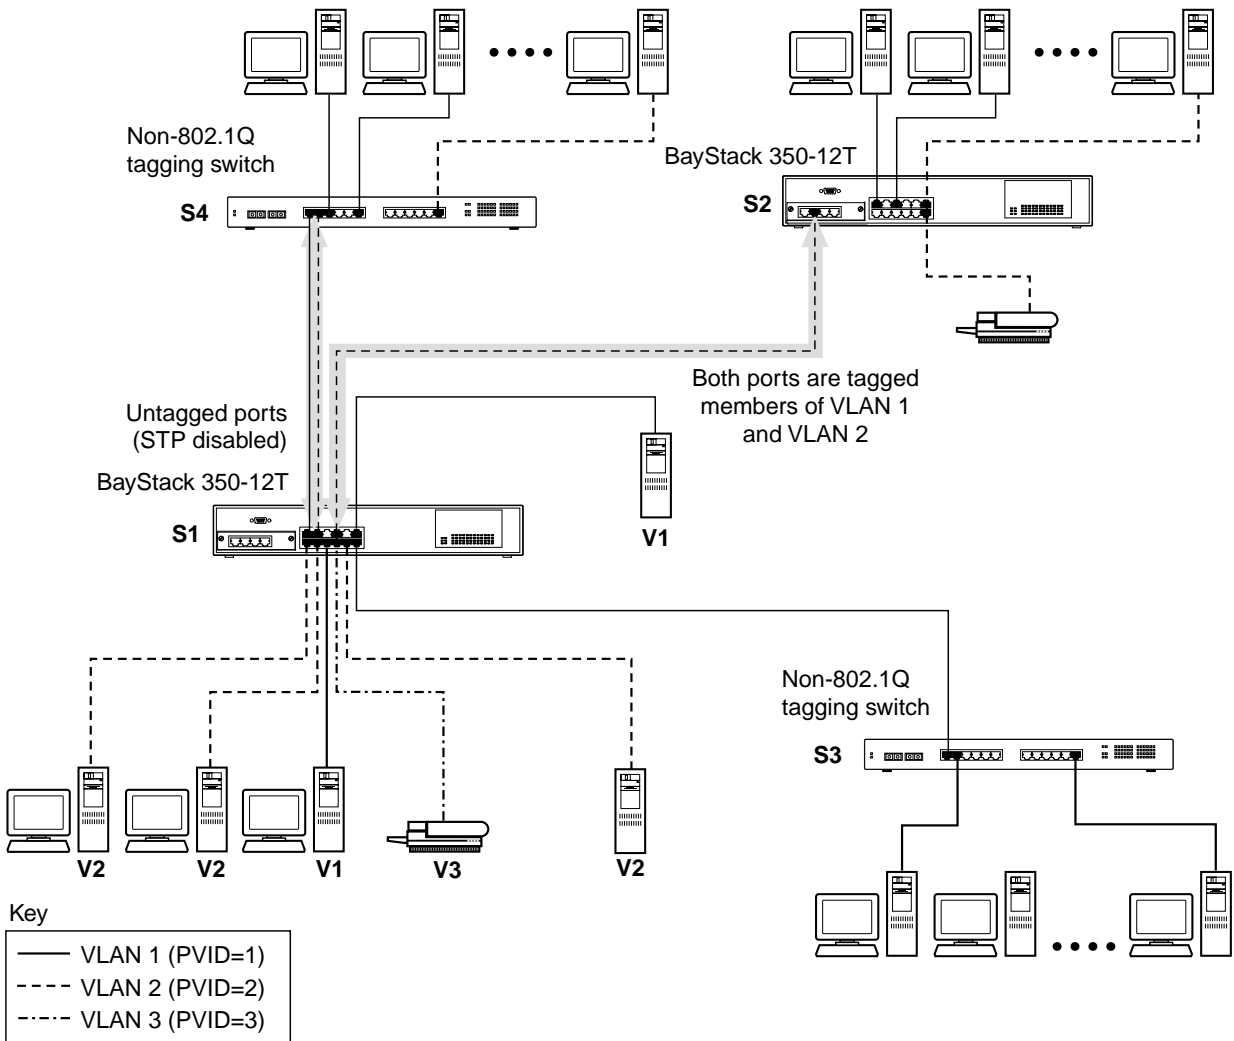 Non-802.1Q
tagging switch
S4
BayStack 350-12T
S2
Both ports are tagged
members of VLAN 1
and VLAN 2
Untagged ports
(STP disabled)
BayStack 350-12T
S1
V1
Non-802.1Q
tagging switch
S3
V2
V2
V1
V3
V2
Key
VLAN 1 (PVID=1)
VLAN 2 (PVID=2)
VLAN 3 (PVID=3)